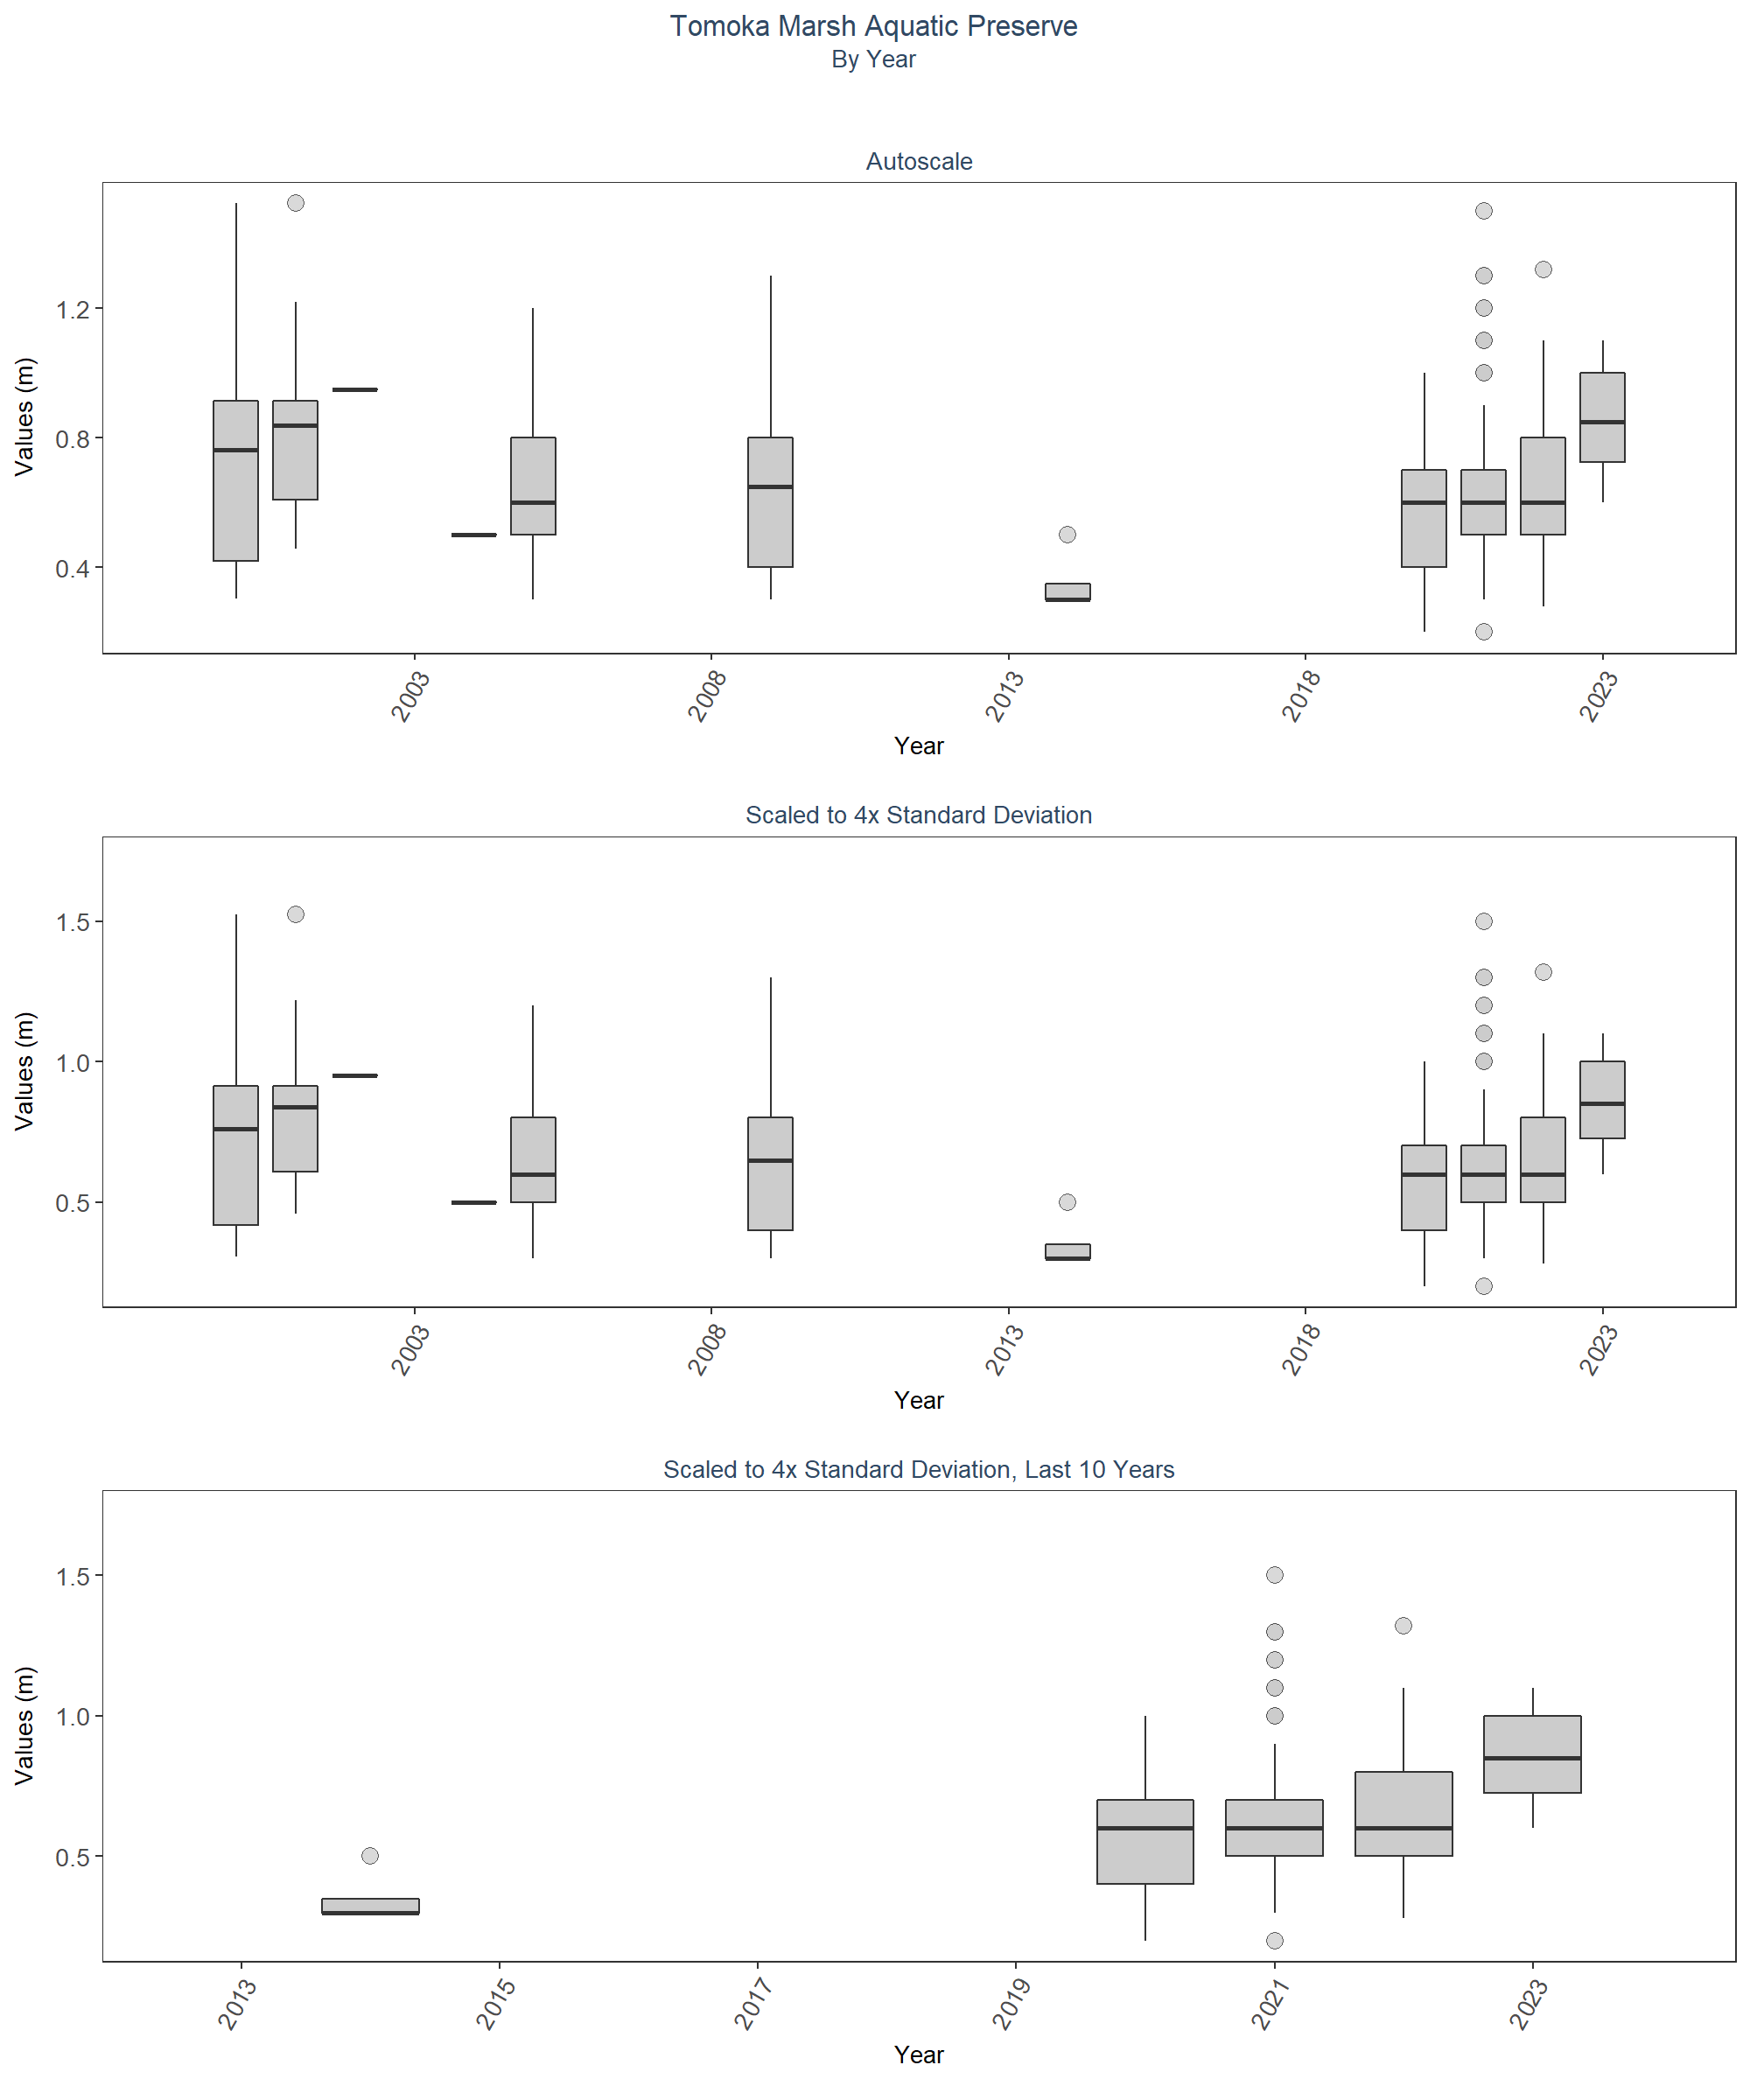 Tomoka Marsh Aquatic Preserve
By Year
Autoscale
Values (m)
1.2
0.8
0.4
2003 2008 2013 2018 2023
Year
Scaled to 4x Standard Deviation
Values (m)
1.5
1.0
0.5
2003 2008 2013 2018 2023
Year
Scaled to 4x Standard Deviation, Last 10 Years
Values (m)
1.5
1.0
0.5
2013 2015 2017 2019 2021 2023
Year